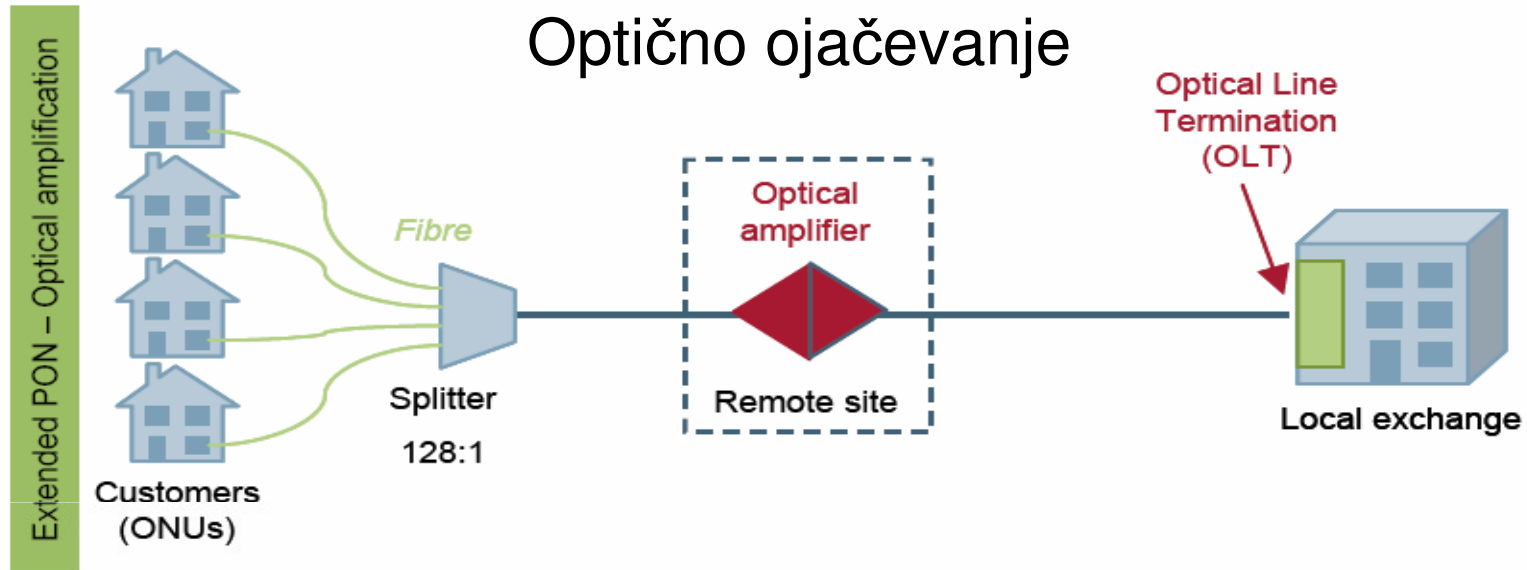 Optično ojačevanje
Extended PON – Optical amplification
Optical Line
Termination
(OLT)
Optical
amplifier
Fibre
Splitter
128:1
Remote site
Local exchange
Customers
(ONUs)